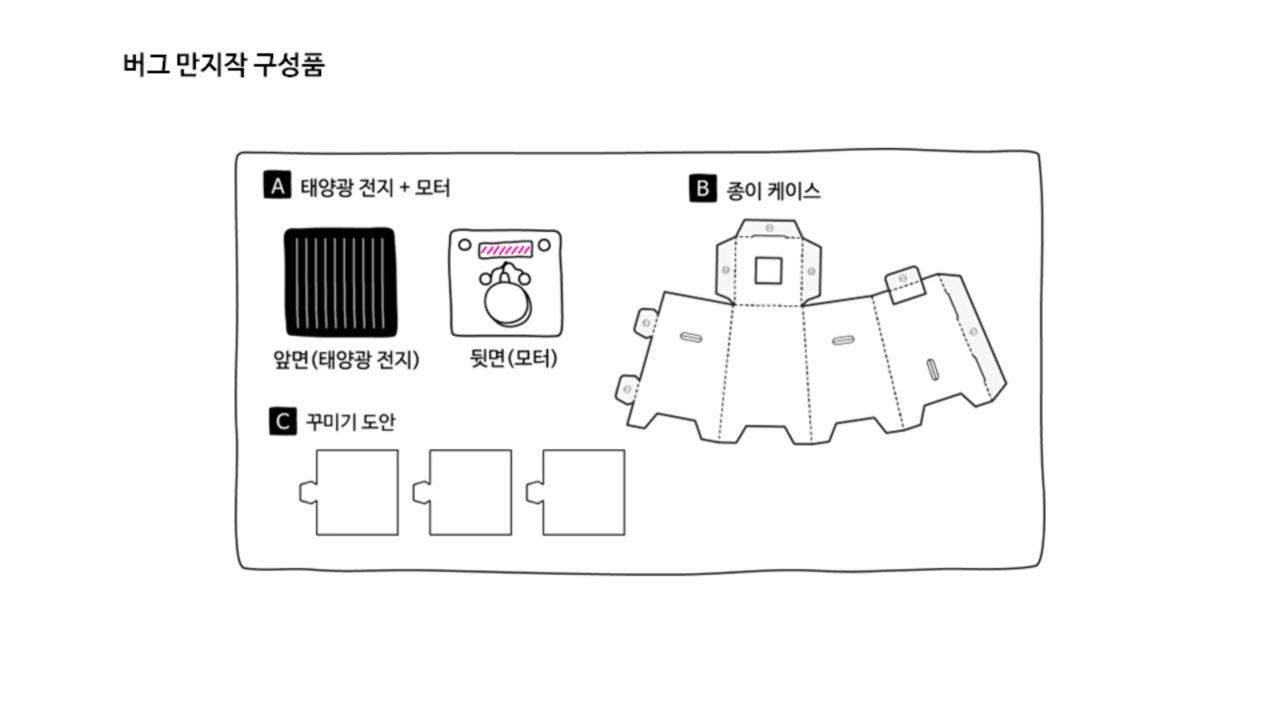 버그 만지작 구성품
A 태양광 전지 + 모터
앞면(태양광 전지)
뒷면(모터)
B 종이 케이스
C 꾸미기 도안